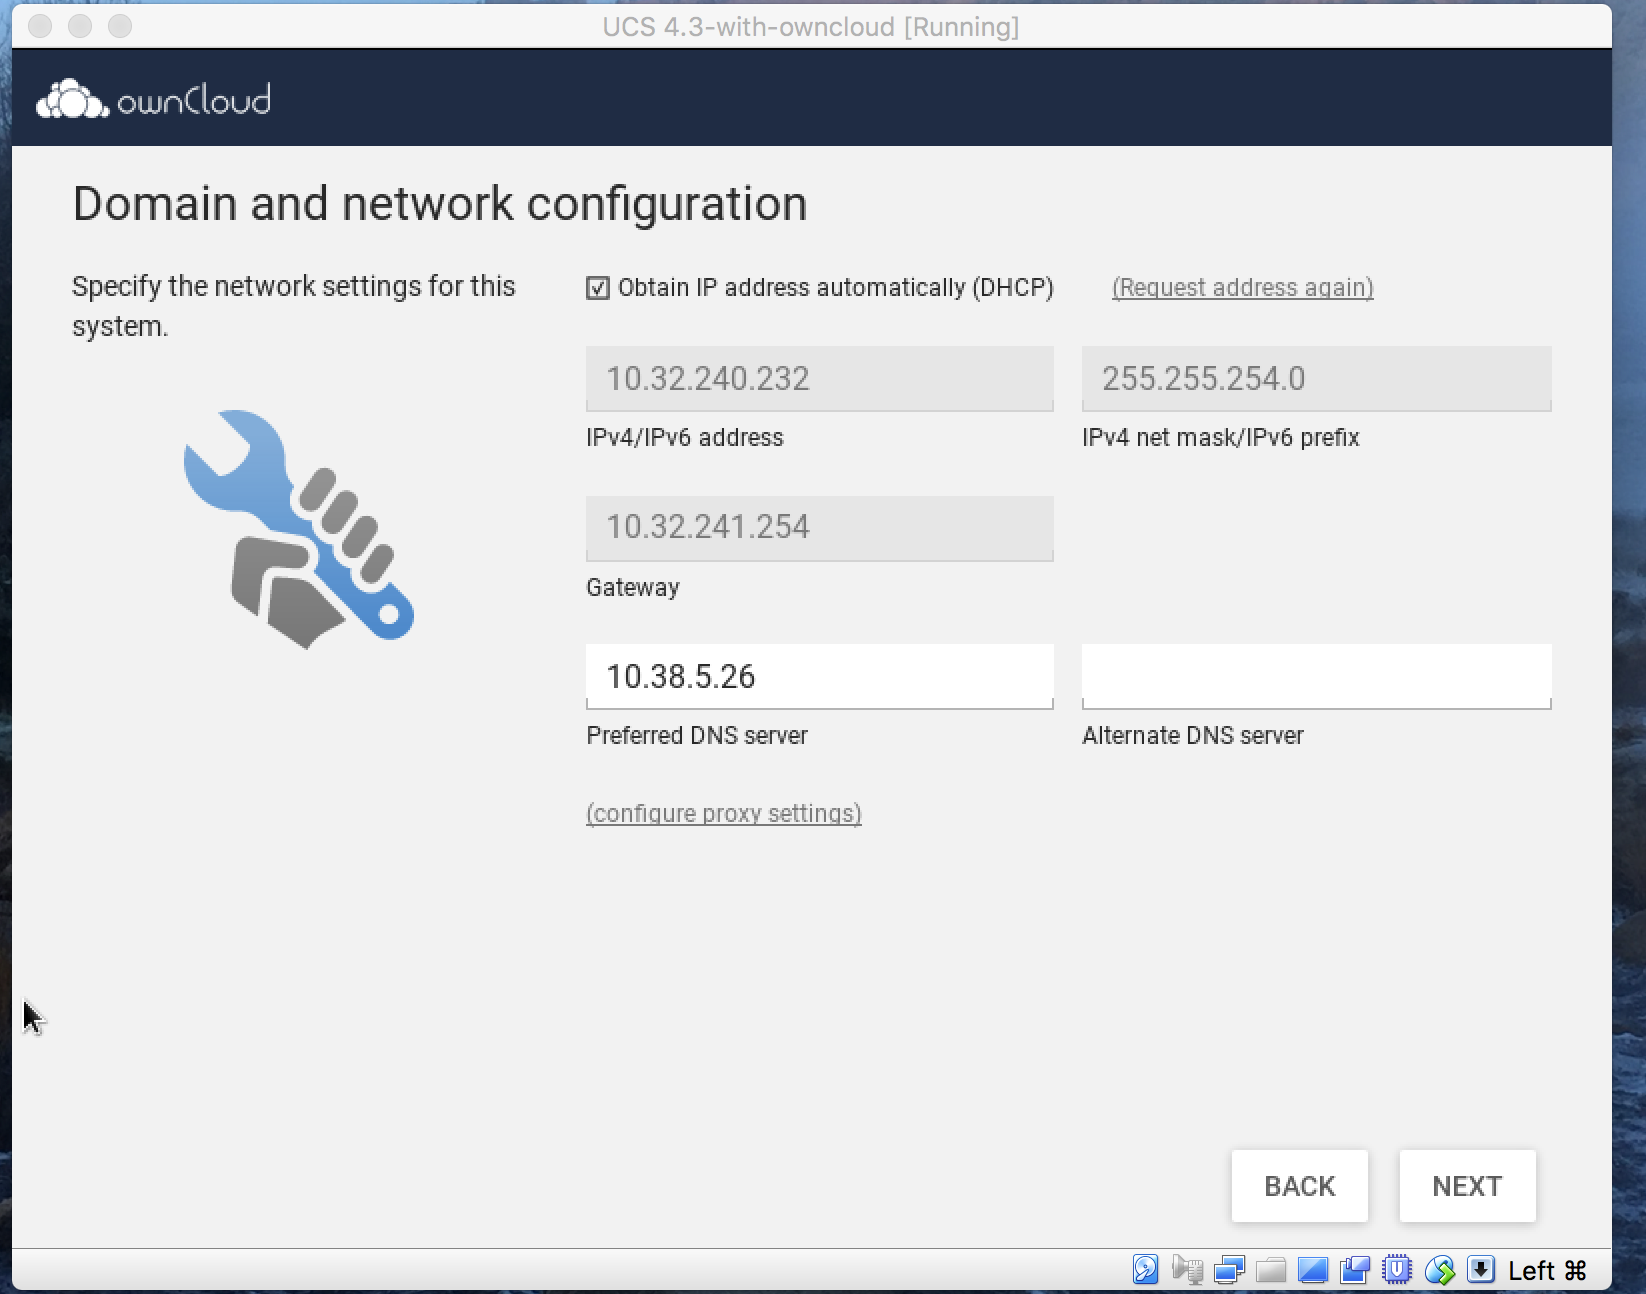 UCS 4.3-with-owncloud [Running]
ownCloud
Domain and network configuration
Specify the network settings for this
system.
Obtain IP address automatically (DHCP)
(Request address again)
10.32.240.232
255.255.254.0
IPv4/IPv6 address
IPv4 net mask/IPv6 prefix
10.32.241.254
Gateway
10.38.5.26
Preferred DNS server
Alternate DNS server
(configure proxy settings)
BACK
NEXT
Left ⌘